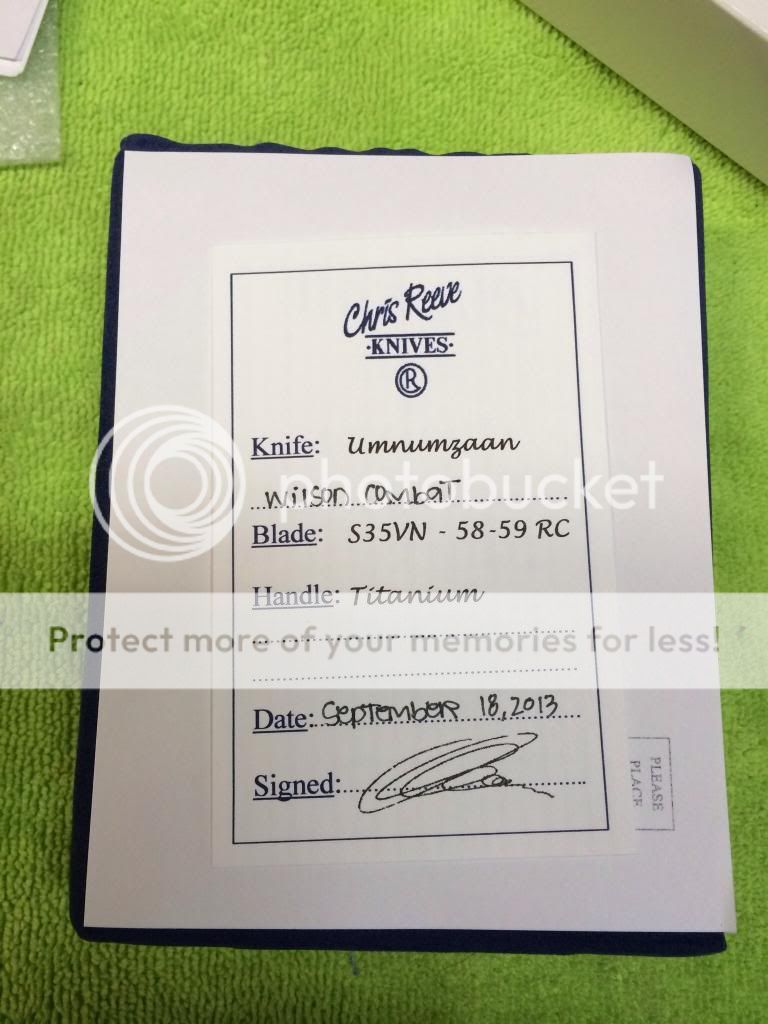 Chris Reeve
·KNIVES·
®
Knife: Umnumzaan
Wilson Combat
photobucket
Blade: S35VN - 58-59 RC
Handle: Titanium
Protect more of your memories for less!
Date: September 18, 2013
Signed:
PLEASE
PLACE